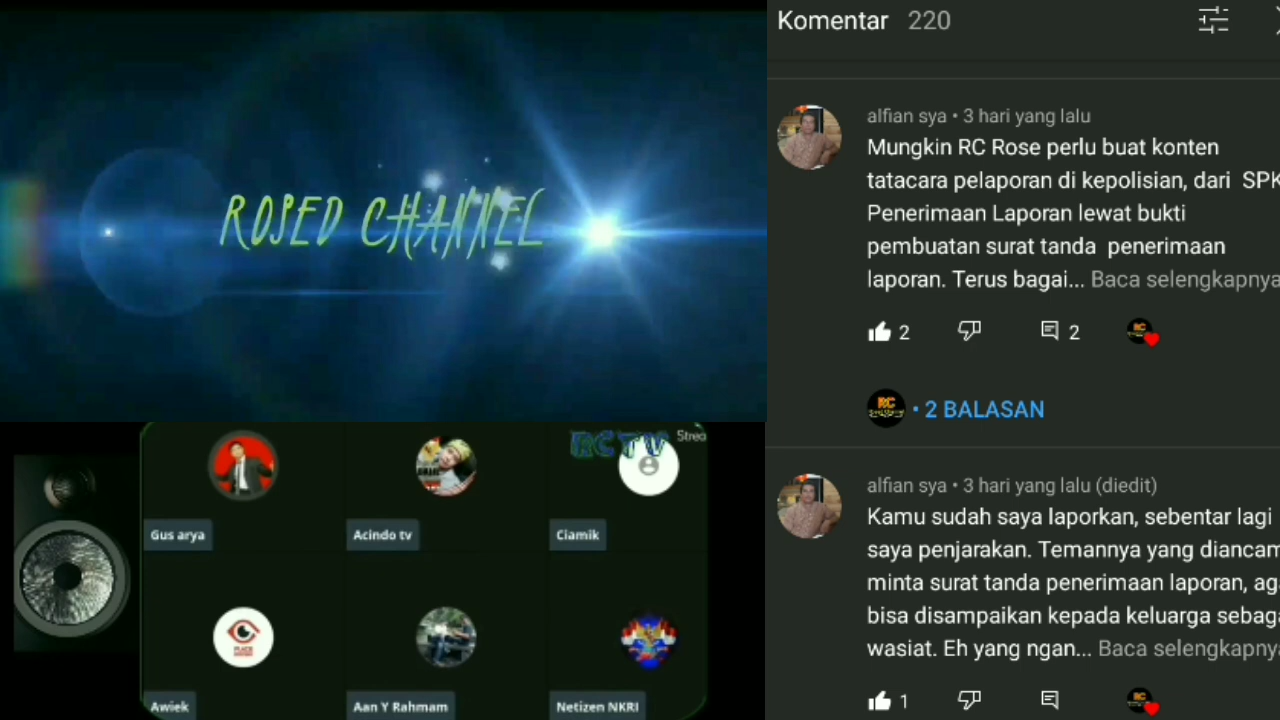 ROSED CHANNEL
RCTV
Strea
Gus arya
Acindo tv
Ciamik
Awiek
Aan Y Rahmam
Netizen NKRI
Komentar 220
alfian sya • 3 hari yang lalu
Mungkin RC Rose perlu buat konten
tatacara pelaporan di kepolisian, dari SPK
Penerimaan Laporan lewat bukti
pembuatan surat tanda penerimaan
laporan. Terus bagai... Baca selengkapnya
2
2
RC
• 2 BALASAN
alfian sya • 3 hari yang lalu (diedit)
Kamu sudah saya laporkan, sebentar lagi
saya penjarakan. Temannya yang diancam
minta surat tanda penerimaan laporan, aga
bisa disampaikan kepada keluarga sebaga
wasiat. Eh yang ngan... Baca selengkapnya
1